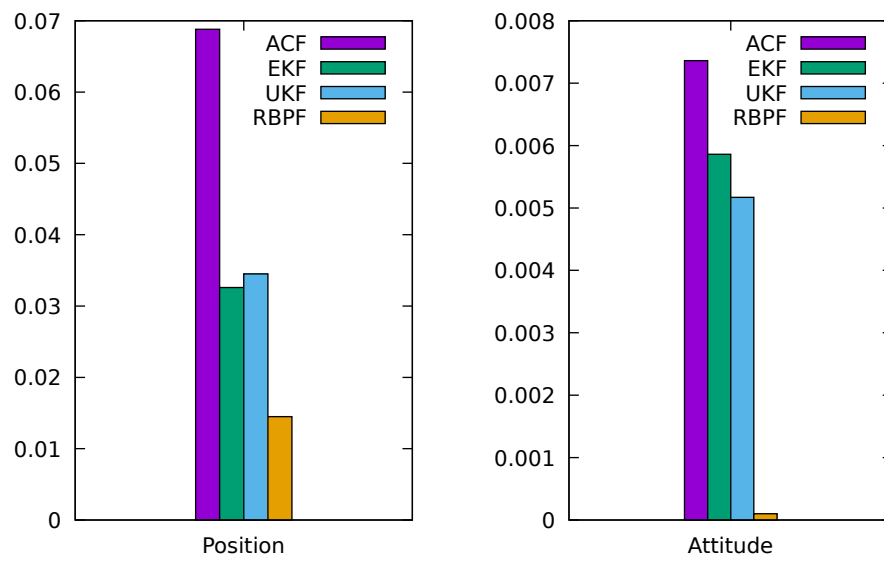 0.07
0.06
0.05
0.04
0.03
0.02
0.01
0
ACF
EKF
UKF
RBPF
Position
0.008
0.007
0.006
0.005
0.004
0.003
0.002
0.001
0
ACF
EKF
UKF
RBPF
Attitude